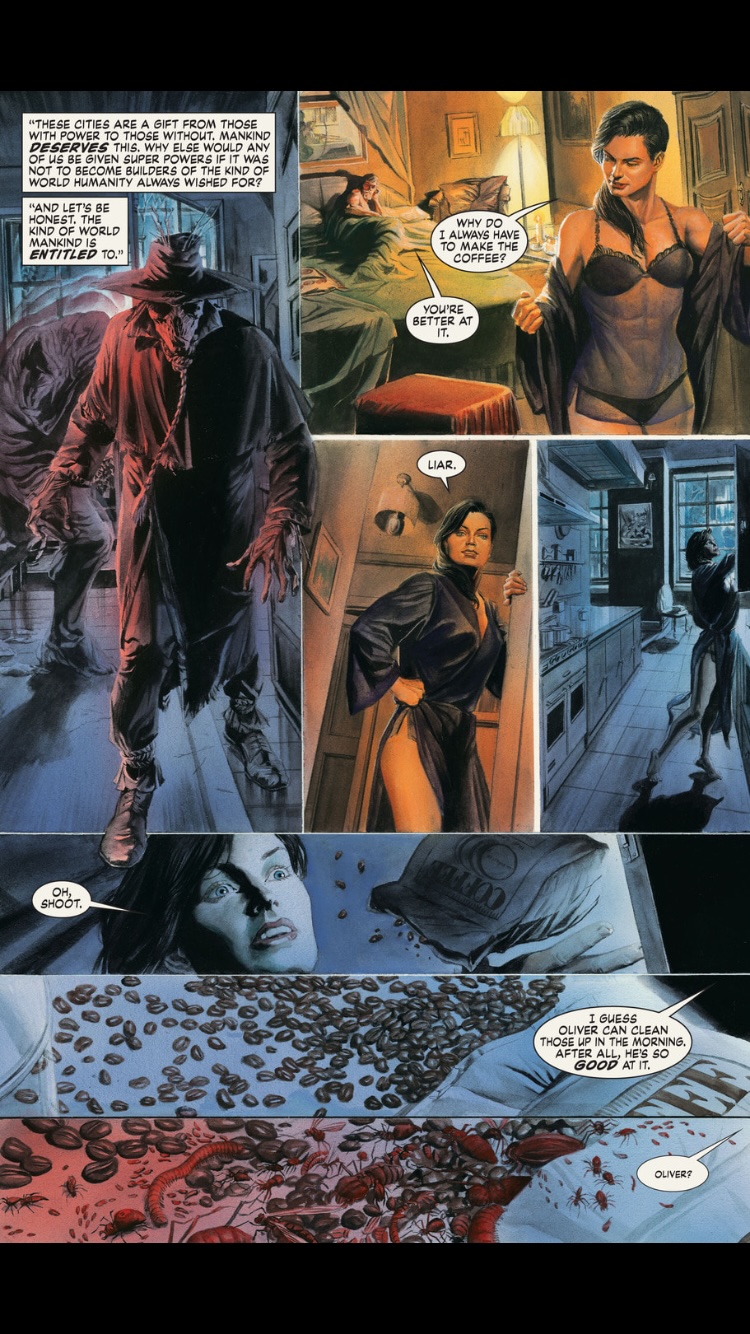 "THESE CITIES ARE A GIFT FROM THOSE
WITH POWER TO THOSE WITHOUT. MANKIND
DESERVES THIS. WHY ELSE WOULD ANY
OF US BE GIVEN SUPER POWERS IF IT WAS
NOT TO BECOME BUILDERS OF THE KIND OF
WORLD HUMANITY ALWAYS WISHED FOR?
"AND LET'S BE
HONEST. THE
KIND OF WORLD
MANKIND IS
ENTITLED TO."
WHY DO
I ALWAYS HAVE
TO MAKE THE
COFFEE?
YOU'RE
BETTER AT
IT.
LIAR.
OH,
SHOOT.
COFFEE
I GUESS
OLIVER CAN CLEAN
THOSE UP IN THE MORNING.
AFTER ALL, HE'S SO
GOOD AT IT.
FEE
OLIVER?